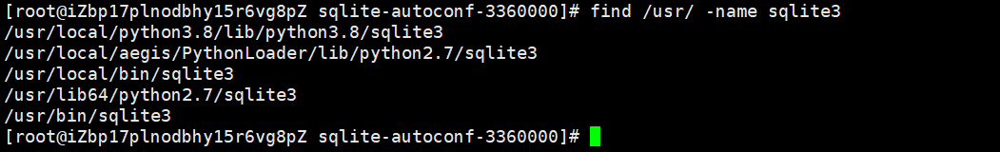 [root@iZbp17plnodbhy15r6vg8pZ sqlite-autoconf-3360000]# find /usr/ -name sqlite3
/usr/local/python3.8/lib/python3.8/sqlite3
/usr/local/aegis/PythonLoader/lib/python2.7/sqlite3
/usr/local/bin/sqlite3
/usr/lib64/python2.7/sqlite3
/usr/bin/sqlite3
[root@iZbp17plnodbhy15r6vg8pZ sqlite-autoconf-3360000]#